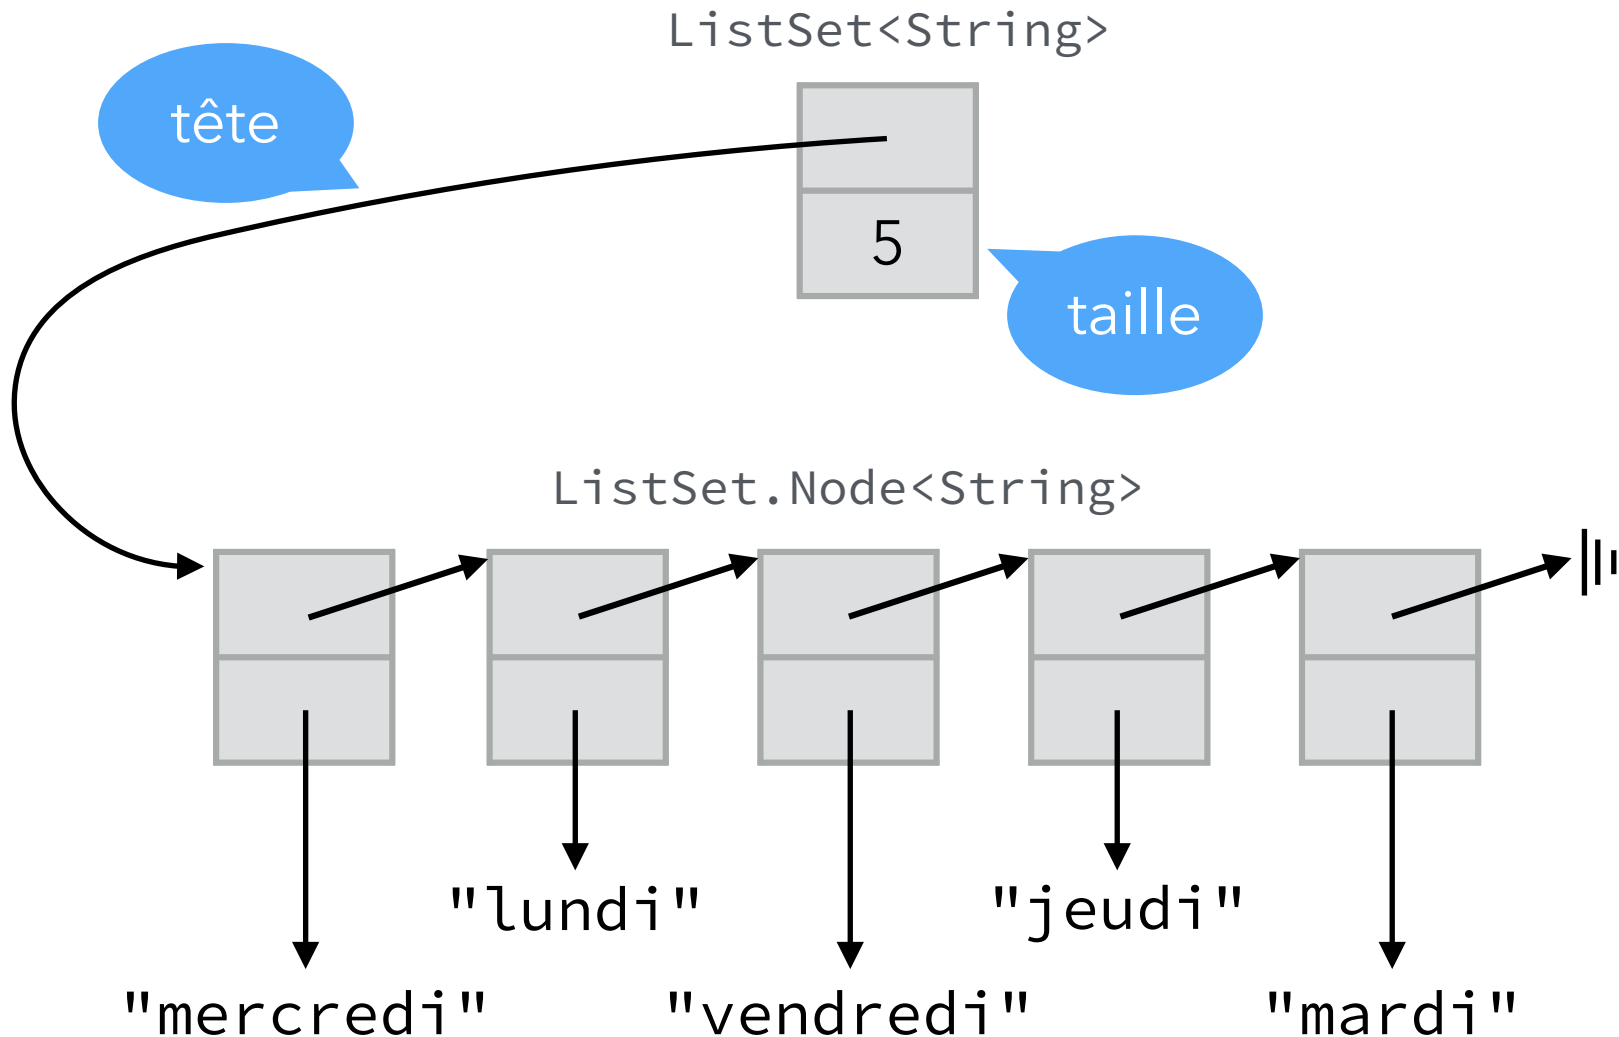 ListSet<String>
tête
5
taille
ListSet.Node<String>
"lundi"
"jeudi"
"mercredi"
"vendredi"
"mardi"